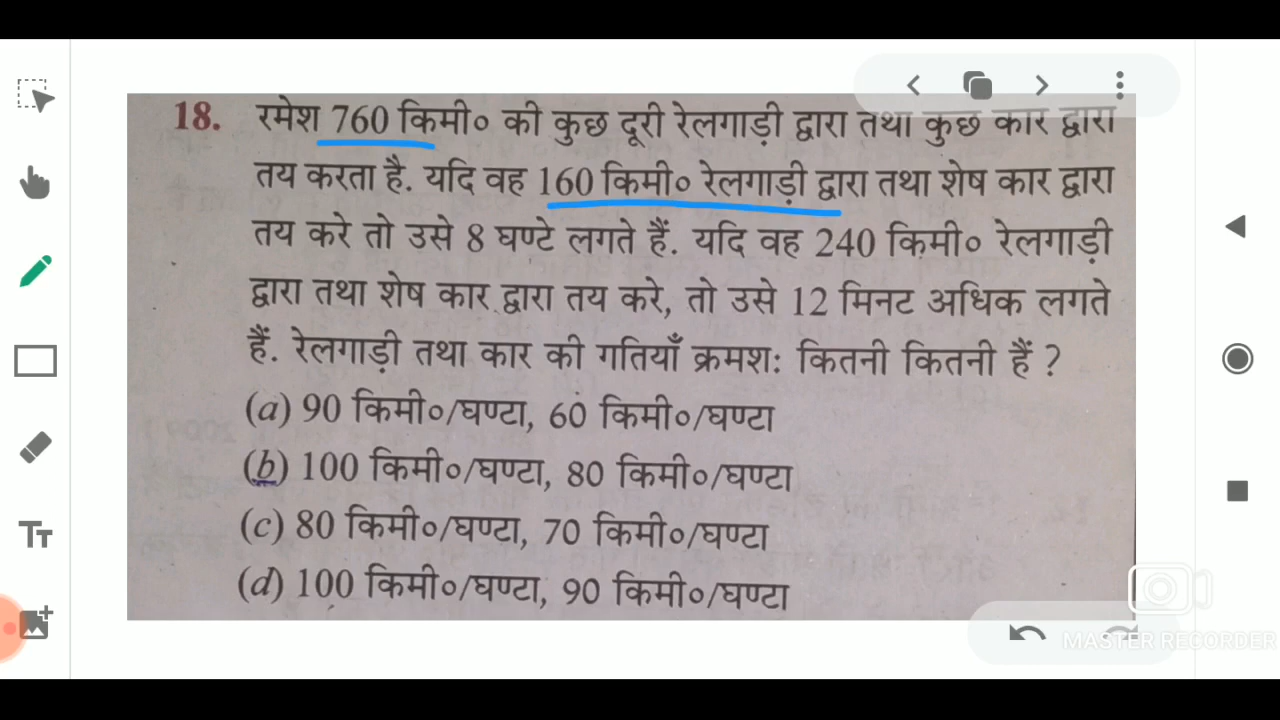 18. रमेश 760 किमी० की कुछ दूरी रेलगाड़ी द्वारा तथा कुछ कार द्वारा
तय करता है. यदि वह 160 किमी० रेलगाड़ी द्वारा तथा शेष कार द्वारा
तय करे तो उसे 8 घण्टे लगते हैं. यदि वह 240 किमी० रेलगाड़ी
द्वारा तथा शेष कार द्वारा तय करे, तो उसे 12 मिनट अधिक लगते
हैं. रेलगाड़ी तथा कार की गतियाँ क्रमश: कितनी कितनी हैं ?
(a) 90 किमी०/घण्टा, 60 किमी०/घण्टा
(b) 100 किमी०/घण्टा, 80 किमी०/घण्टा
(c) 80 किमी०/घण्टा, 70 किमी०/घण्टा
(d) 100 किमी०/घण्टा, 90 किमी०/घण्टा
TT
MASTER RECORDER